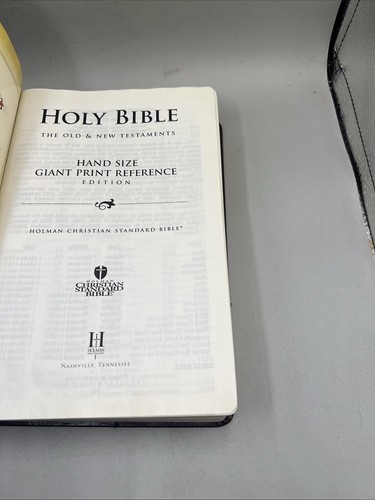 HOLY BIBLE
THE OLD & NEW TESTAMENTS
HAND SIZE
GIANT PRINT REFERENCE
EDITION
HOLMAN CHRISTIAN STANDARD BIBLE®
HOLMAN
CHRISTIAN
STANDARD
BIBLE®
H
HOLMAN
NASHVILLE, TENNESSEE